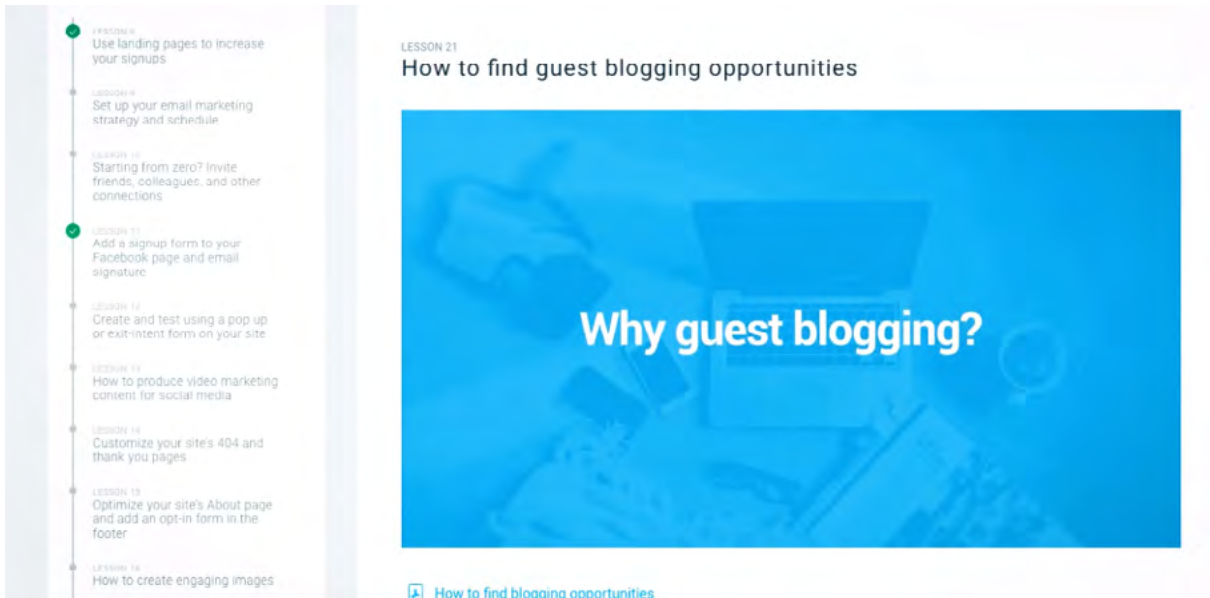 LESSON 8
Use landing pages to increase
your signups
LESSON 9
Set up your email marketing
strategy and schedule
LESSON 10
Starting from zero? Invite
friends, colleagues, and other
connections
LESSON 11
Add a signup form to your
Facebook page and email
signature
LESSON 12
Create and test using a pop up
or exit-intent form on your site
LESSON 13
How to produce video marketing
content for social media
LESSON 14
Customize your site's 404 and
thank you pages
LESSON 15
Optimize your site's About page
and add an opt-in form in the
footer
LESSON 16
How to create engaging images
LESSON 21
How to find guest blogging opportunities
Why guest blogging?
How to find blogging opportunities